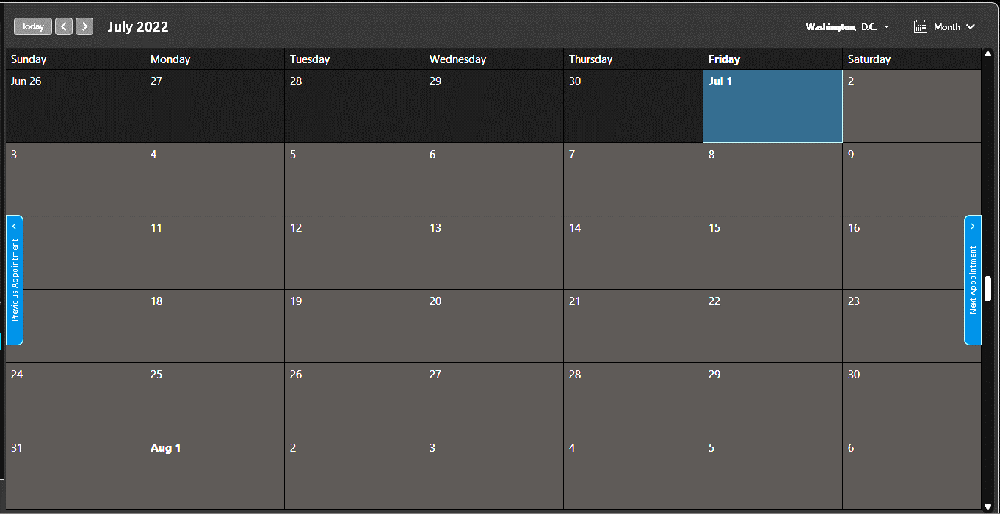 Today July 2022 Washington, D.C. Month
Sunday Monday Tuesday Wednesday Thursday Friday Saturday
Jun 26 27 28 29 30 Jul 1 2
3 4 5 6 7 8 9
11 12 13 14 15 16
Previous Appointment
Next Appointment
18 19 20 21 22 23
24 25 26 27 28 29 30
31 Aug 1 2 3 4 5 6